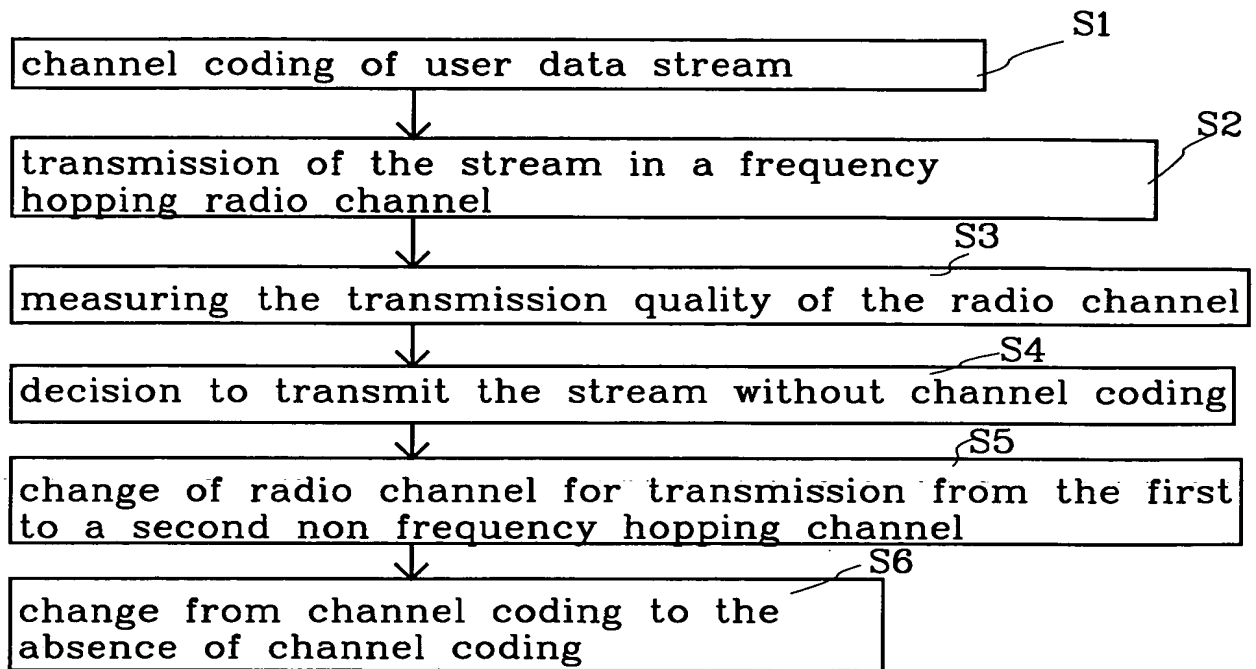 S1
channel coding of user data stream
S2
transmission of the stream in a frequency
hopping radio channel
S3
measuring the transmission quality of the radio channel
S4
decision to transmit the stream without channel coding
S5
change of radio channel for transmission from the first
to a second non frequency hopping channel
S6
change from channel coding to the
absence of channel coding